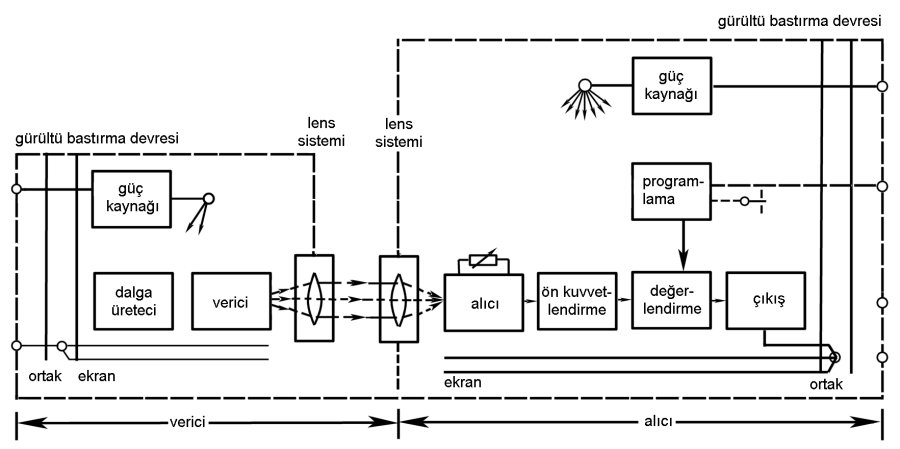 gürültü bastırma devresi
güç
kaynağı
lens
sistemi
lens
sistemi
gürültü bastırma devresi
güç
kaynağı
program-
lama
dalga
üreteci
verici
alıcı
ön kuvvet-
lendirme
değer-
lendirme
çıkış
ortak
ekran
ekran
ortak
verici
alıcı